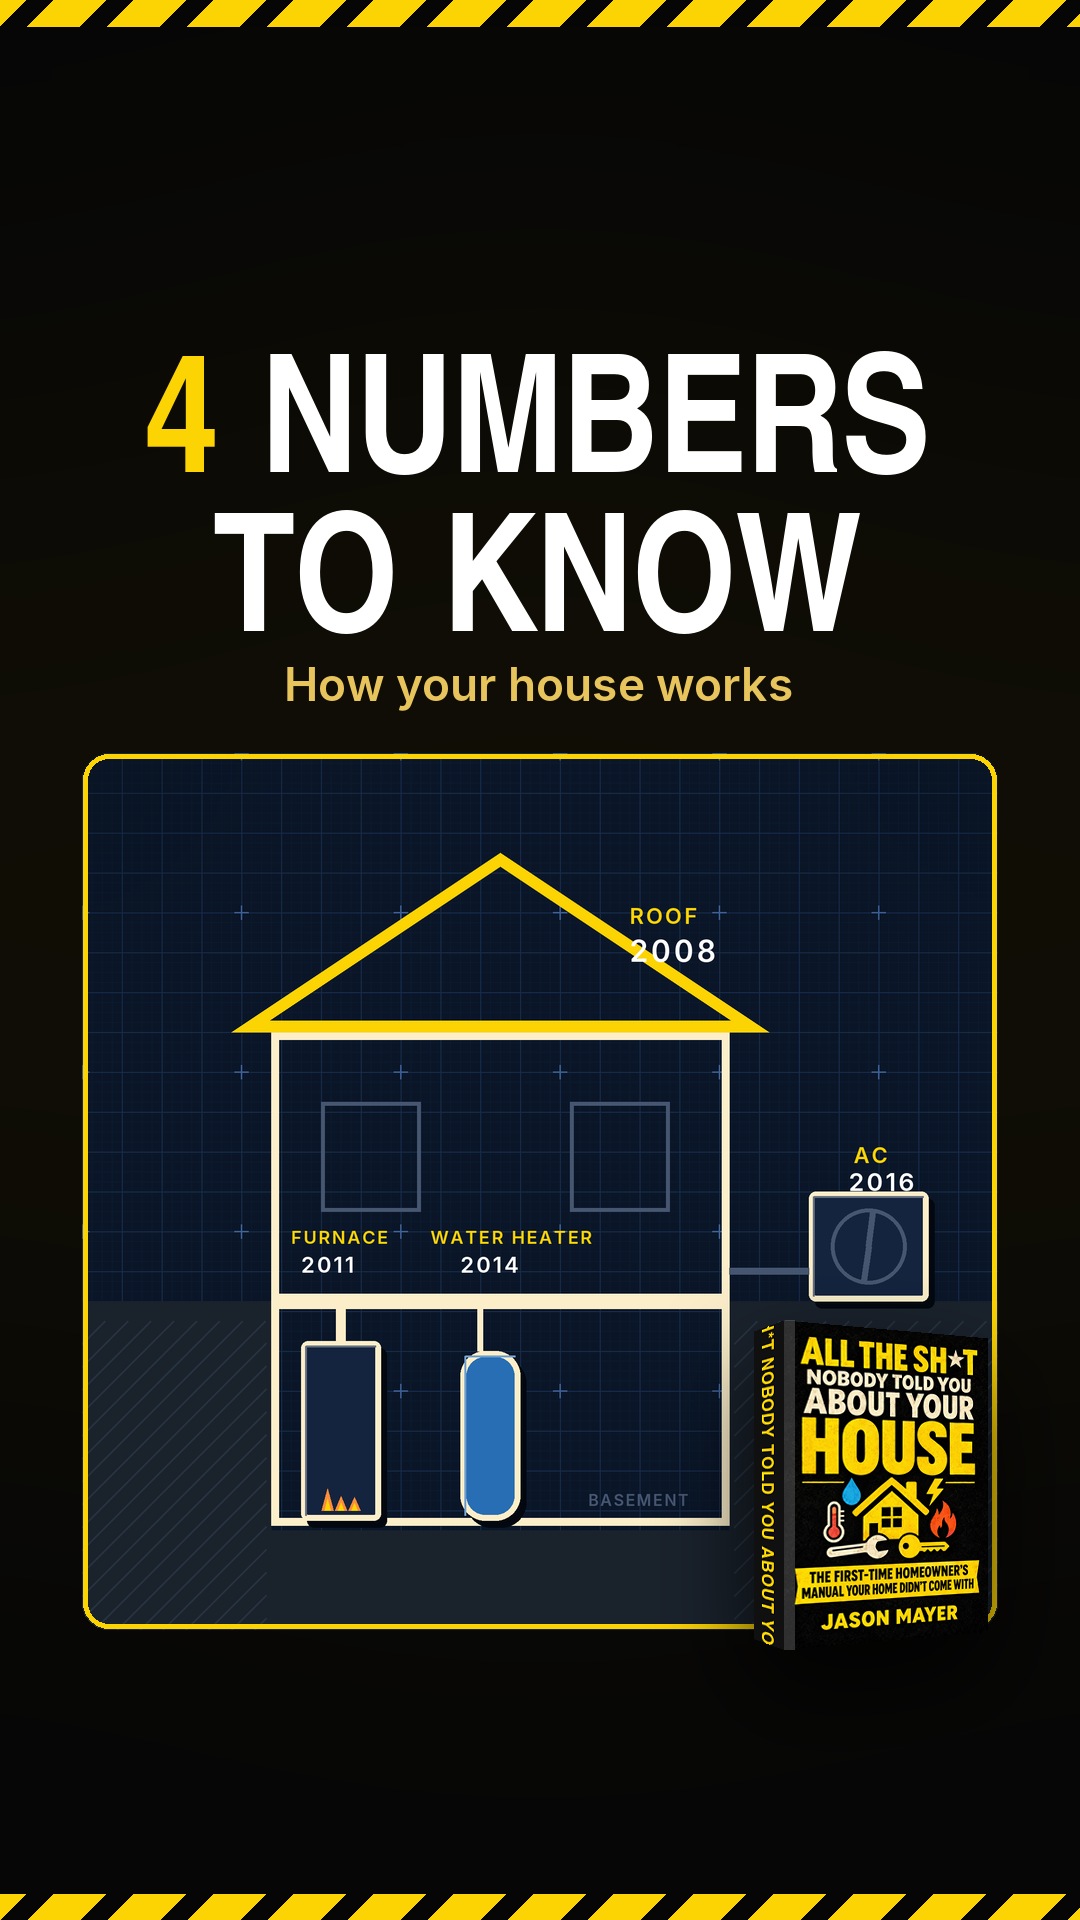 4 NUMBERS
TO KNOW
How your house works
ROOF
2008
AC
2016
FURNACE
2011
WATER HEATER
2014
BASEMENT
T NOBODY TOLD YOU ABOUT YO
ALL THE SH★T
NOBODY TOLD YOU
ABOUT YOUR
HOUSE
THE FIRST-TIME HOMEOWNER'S
MANUAL YOUR HOME DIDN'T COME WITH
JASON MAYER